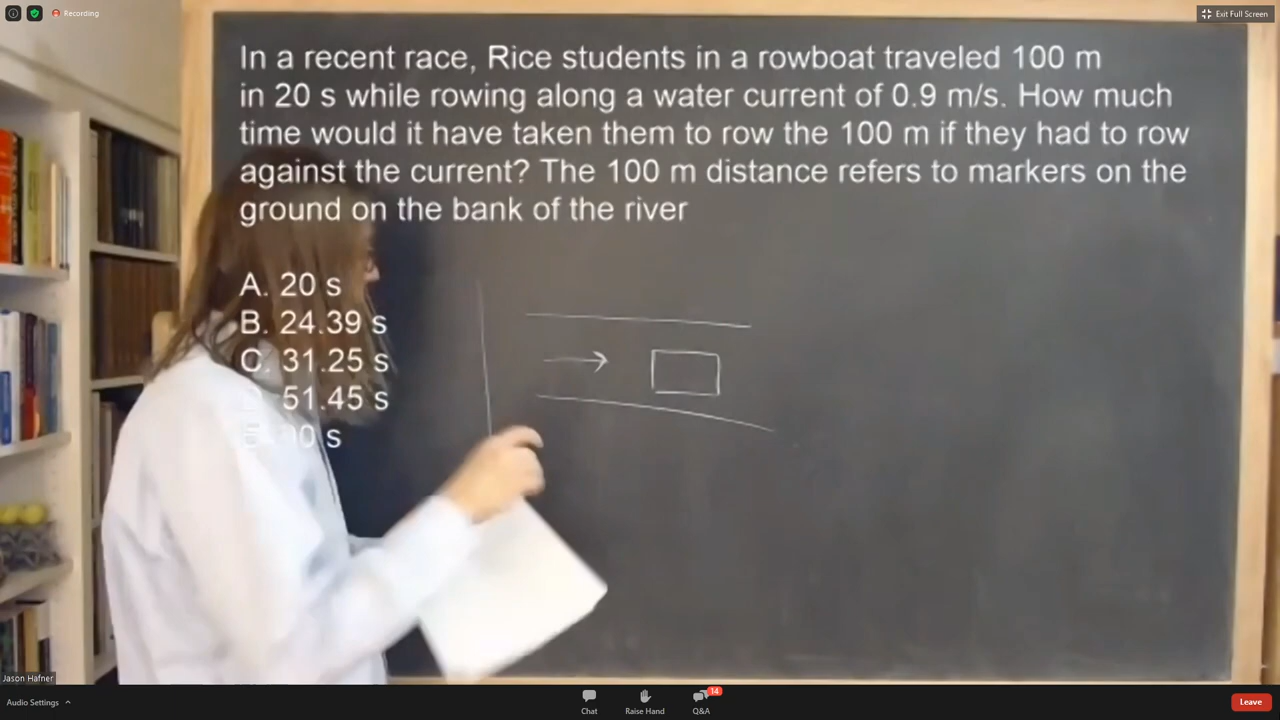 Recording
Exit Full Screen
In a recent race, Rice students in a rowboat traveled 100 m
in 20 s while rowing along a water current of 0.9 m/s. How much
time would it have taken them to row the 100 m if they had to row
against the current? The 100 m distance refers to markers on the
ground on the bank of the river
A. 20 s
B. 24.39 s
C. 31.25 s
D. 51.45 s
s
Jason Hafner
Audio Settings
Chat
Raise Hand
Q&A
14
Leave